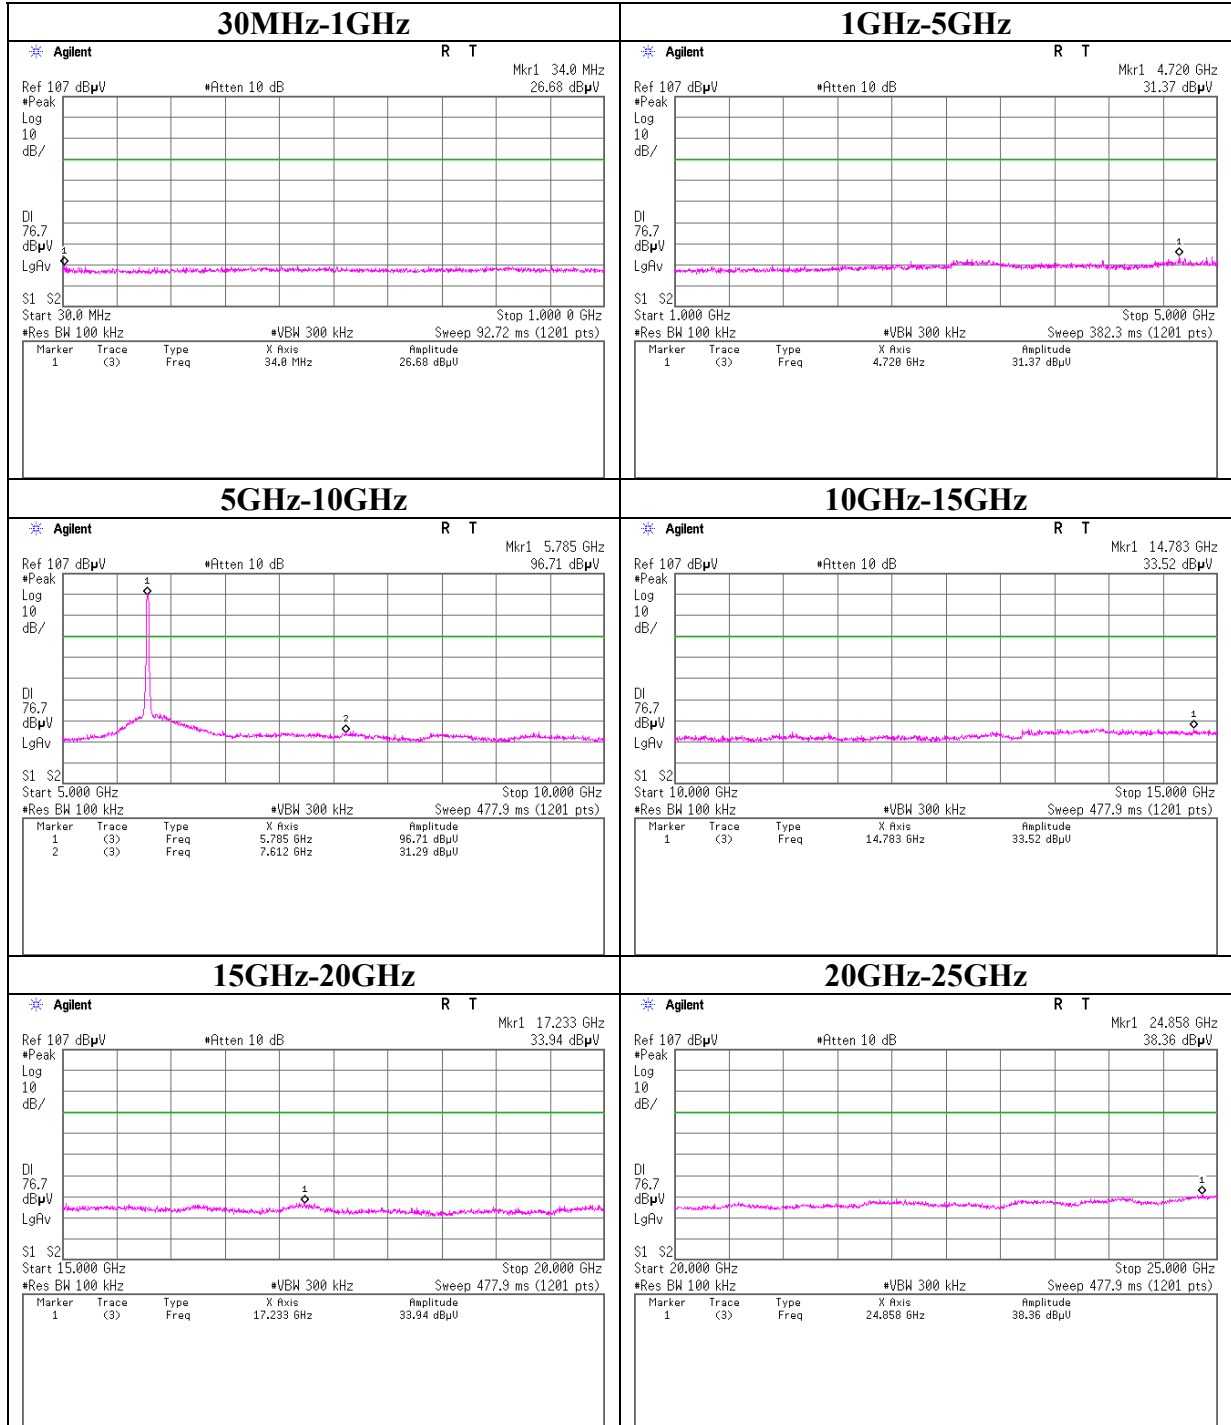 30MHz-1GHz
Agilent R T
Mkr1 34.0 MHz
Ref 107 dBµV #Atten 10 dB 26.68 dBµV
#Peak
Log
10
dB/
DI
76.7
dBµV
LgAv
1
S1 S2
Start 30.0 MHz Stop 1.000 0 GHz
#Res BW 100 kHz #VBW 300 kHz Sweep 92.72 ms (1201 pts)
Marker Trace Type X Axis Amplitude
1 (3) Freq 34.0 MHz 26.68 dBµV
1GHz-5GHz
Agilent R T
Mkr1 4.720 GHz
Ref 107 dBµV #Atten 10 dB 31.37 dBµV
#Peak
Log
10
dB/
DI
76.7
dBµV
LgAv
1
S1 S2
Start 1.000 GHz Stop 5.000 GHz
#Res BW 100 kHz #VBW 300 kHz Sweep 382.3 ms (1201 pts)
Marker Trace Type X Axis Amplitude
1 (3) Freq 4.720 GHz 31.37 dBµV
5GHz-10GHz
Agilent R T
Mkr1 5.785 GHz
Ref 107 dBµV #Atten 10 dB 96.71 dBµV
#Peak
Log
10
dB/
1
DI
76.7
dBµV
LgAv
2
S1 S2
Start 5.000 GHz Stop 10.000 GHz
#Res BW 100 kHz #VBW 300 kHz Sweep 477.9 ms (1201 pts)
Marker Trace Type X Axis Amplitude
1 (3) Freq 5.785 GHz 96.71 dBµV
2 (3) Freq 7.612 GHz 31.29 dBµV
10GHz-15GHz
Agilent R T
Mkr1 14.783 GHz
Ref 107 dBµV #Atten 10 dB 33.52 dBµV
#Peak
Log
10
dB/
DI
76.7
dBµV
LgAv
1
S1 S2
Start 10.000 GHz Stop 15.000 GHz
#Res BW 100 kHz #VBW 300 kHz Sweep 477.9 ms (1201 pts)
Marker Trace Type X Axis Amplitude
1 (3) Freq 14.783 GHz 33.52 dBµV
15GHz-20GHz
Agilent R T
Mkr1 17.233 GHz
Ref 107 dBµV #Atten 10 dB 33.94 dBµV
#Peak
Log
10
dB/
DI
76.7
dBµV
LgAv
1
S1 S2
Start 15.000 GHz Stop 20.000 GHz
#Res BW 100 kHz #VBW 300 kHz Sweep 477.9 ms (1201 pts)
Marker Trace Type X Axis Amplitude
1 (3) Freq 17.233 GHz 33.94 dBµV
20GHz-25GHz
Agilent R T
Mkr1 24.858 GHz
Ref 107 dBµV #Atten 10 dB 38.36 dBµV
#Peak
Log
10
dB/
DI
76.7
dBµV
LgAv
1
S1 S2
Start 20.000 GHz Stop 25.000 GHz
#Res BW 100 kHz #VBW 300 kHz Sweep 477.9 ms (1201 pts)
Marker Trace Type X Axis Amplitude
1 (3) Freq 24.858 GHz 38.36 dBµV